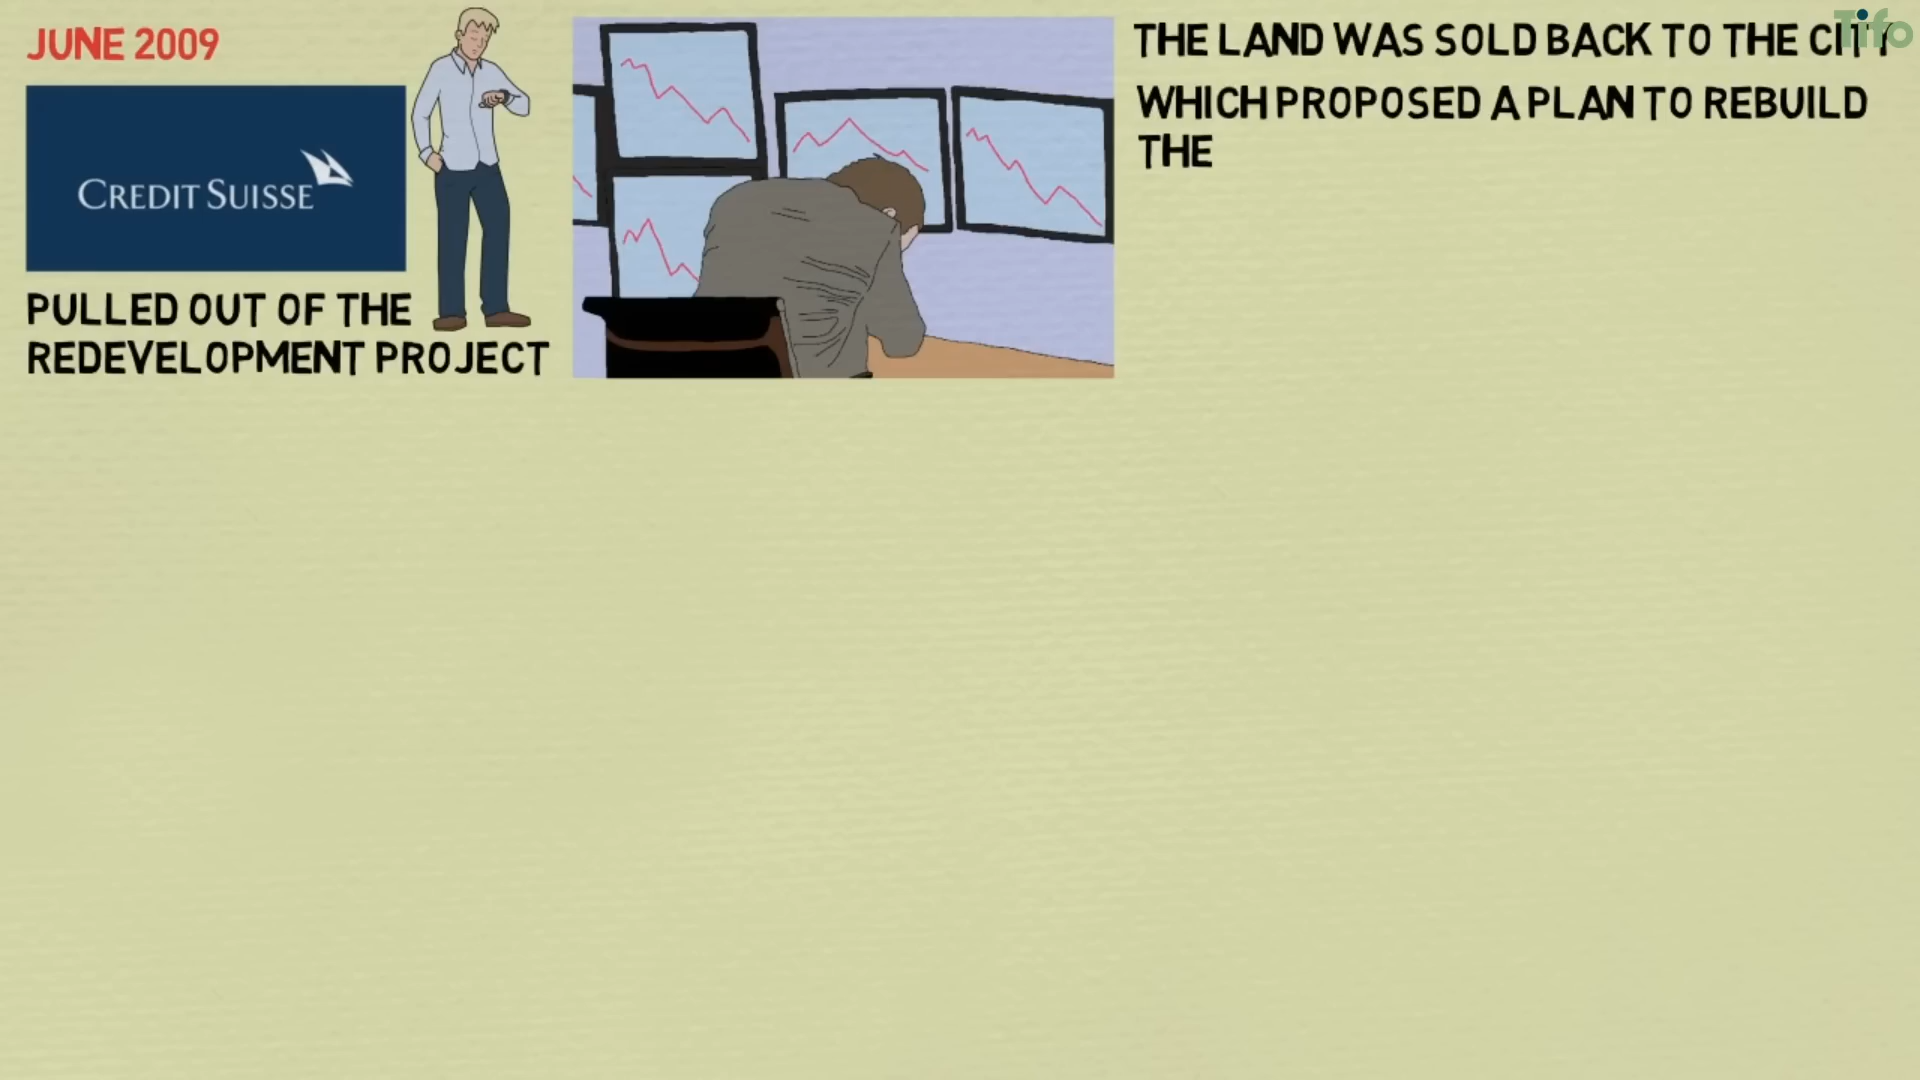 JUNE 2009
CREDIT SUISSE
PULLED OUT OF THE
REDEVELOPMENT PROJECT
THE LAND WAS SOLD BACK TO THE CITY
WHICH PROPOSED A PLAN TO REBUILD
THE
Tifo